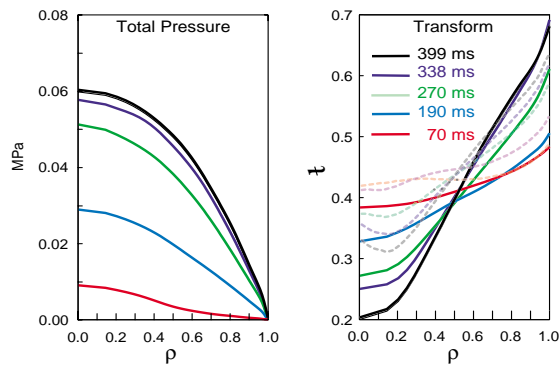 Total Pressure
0.08
0.06
0.04
0.02
0.00
MPa
0.0 0.2 0.4 0.6 0.8 1.0
ρ
Transform
399 ms
338 ms
270 ms
190 ms
70 ms
0.7
0.6
0.5
0.4
0.3
0.2
ƚ
0.0 0.2 0.4 0.6 0.8 1.0
ρ